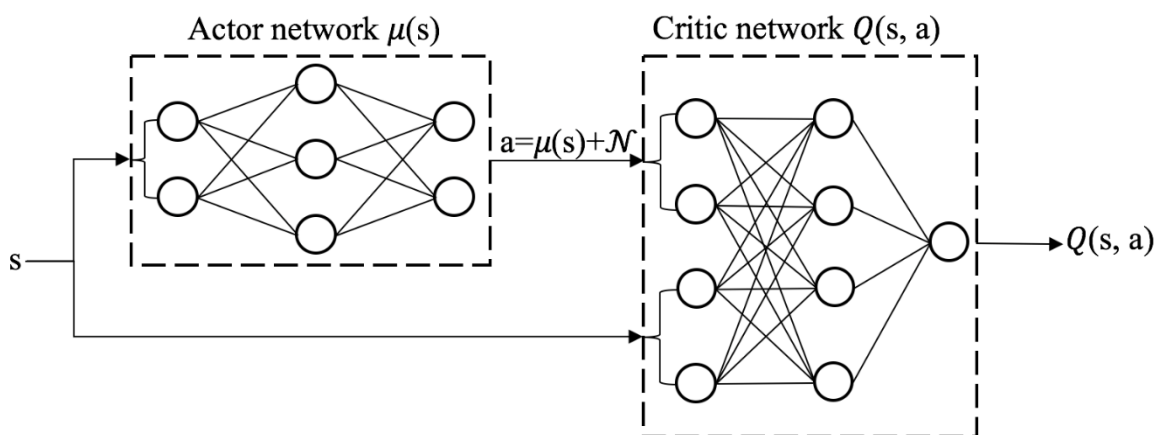 Actor network μ(s)
Critic network Q(s, a)
a=μ(s)+𝒩
s
Q(s, a)